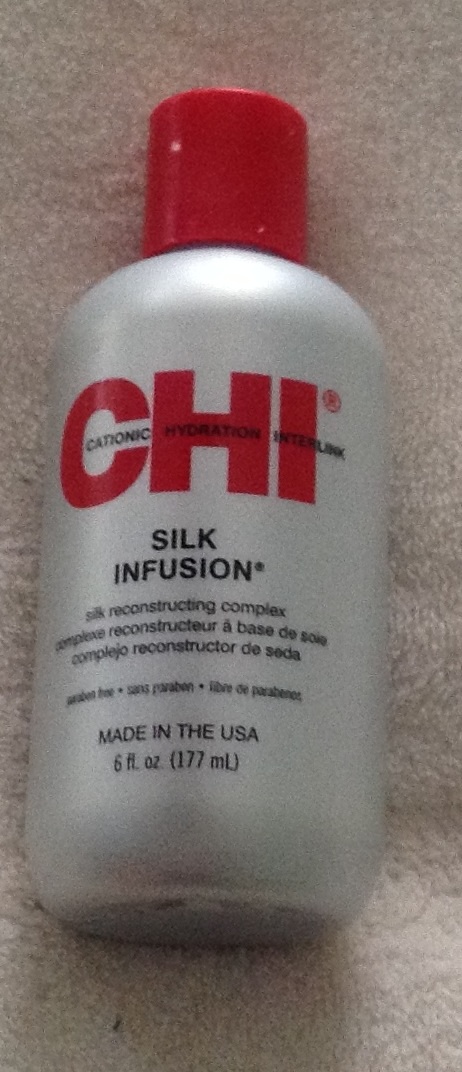 CHI®
CATIONIC HYDRATION INTERLINK
SILK
INFUSION®
silk reconstructing complex
complexe reconstructeur à base de soie
complejo reconstructor de seda
paraben free • sans paraben • libre de parabenos
MADE IN THE USA
6 fl. oz. (177 mL)